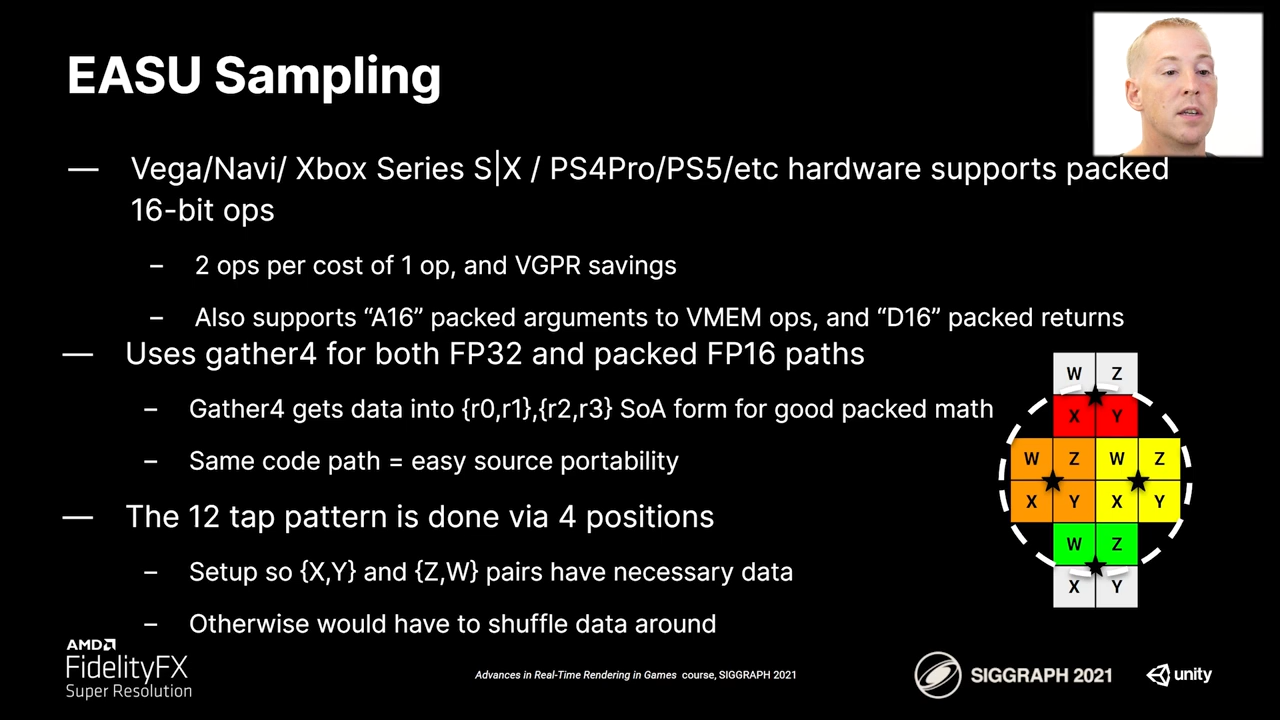 EASU Sampling
— Vega/Navi/ Xbox Series S|X / PS4Pro/PS5/etc hardware supports packed
16-bit ops
– 2 ops per cost of 1 op, and VGPR savings
– Also supports “A16” packed arguments to VMEM ops, and “D16” packed returns
— Uses gather4 for both FP32 and packed FP16 paths
– Gather4 gets data into {r0,r1},{r2,r3} SoA form for good packed math
– Same code path = easy source portability
— The 12 tap pattern is done via 4 positions
– Setup so {X,Y} and {Z,W} pairs have necessary data
– Otherwise would have to shuffle data around
W Z
X Y
W Z W Z
X Y X Y
W Z
X Y
AMD
FidelityFX
Super Resolution
Advances in Real-Time Rendering in Games course, SIGGRAPH 2021
SIGGRAPH 2021
unity